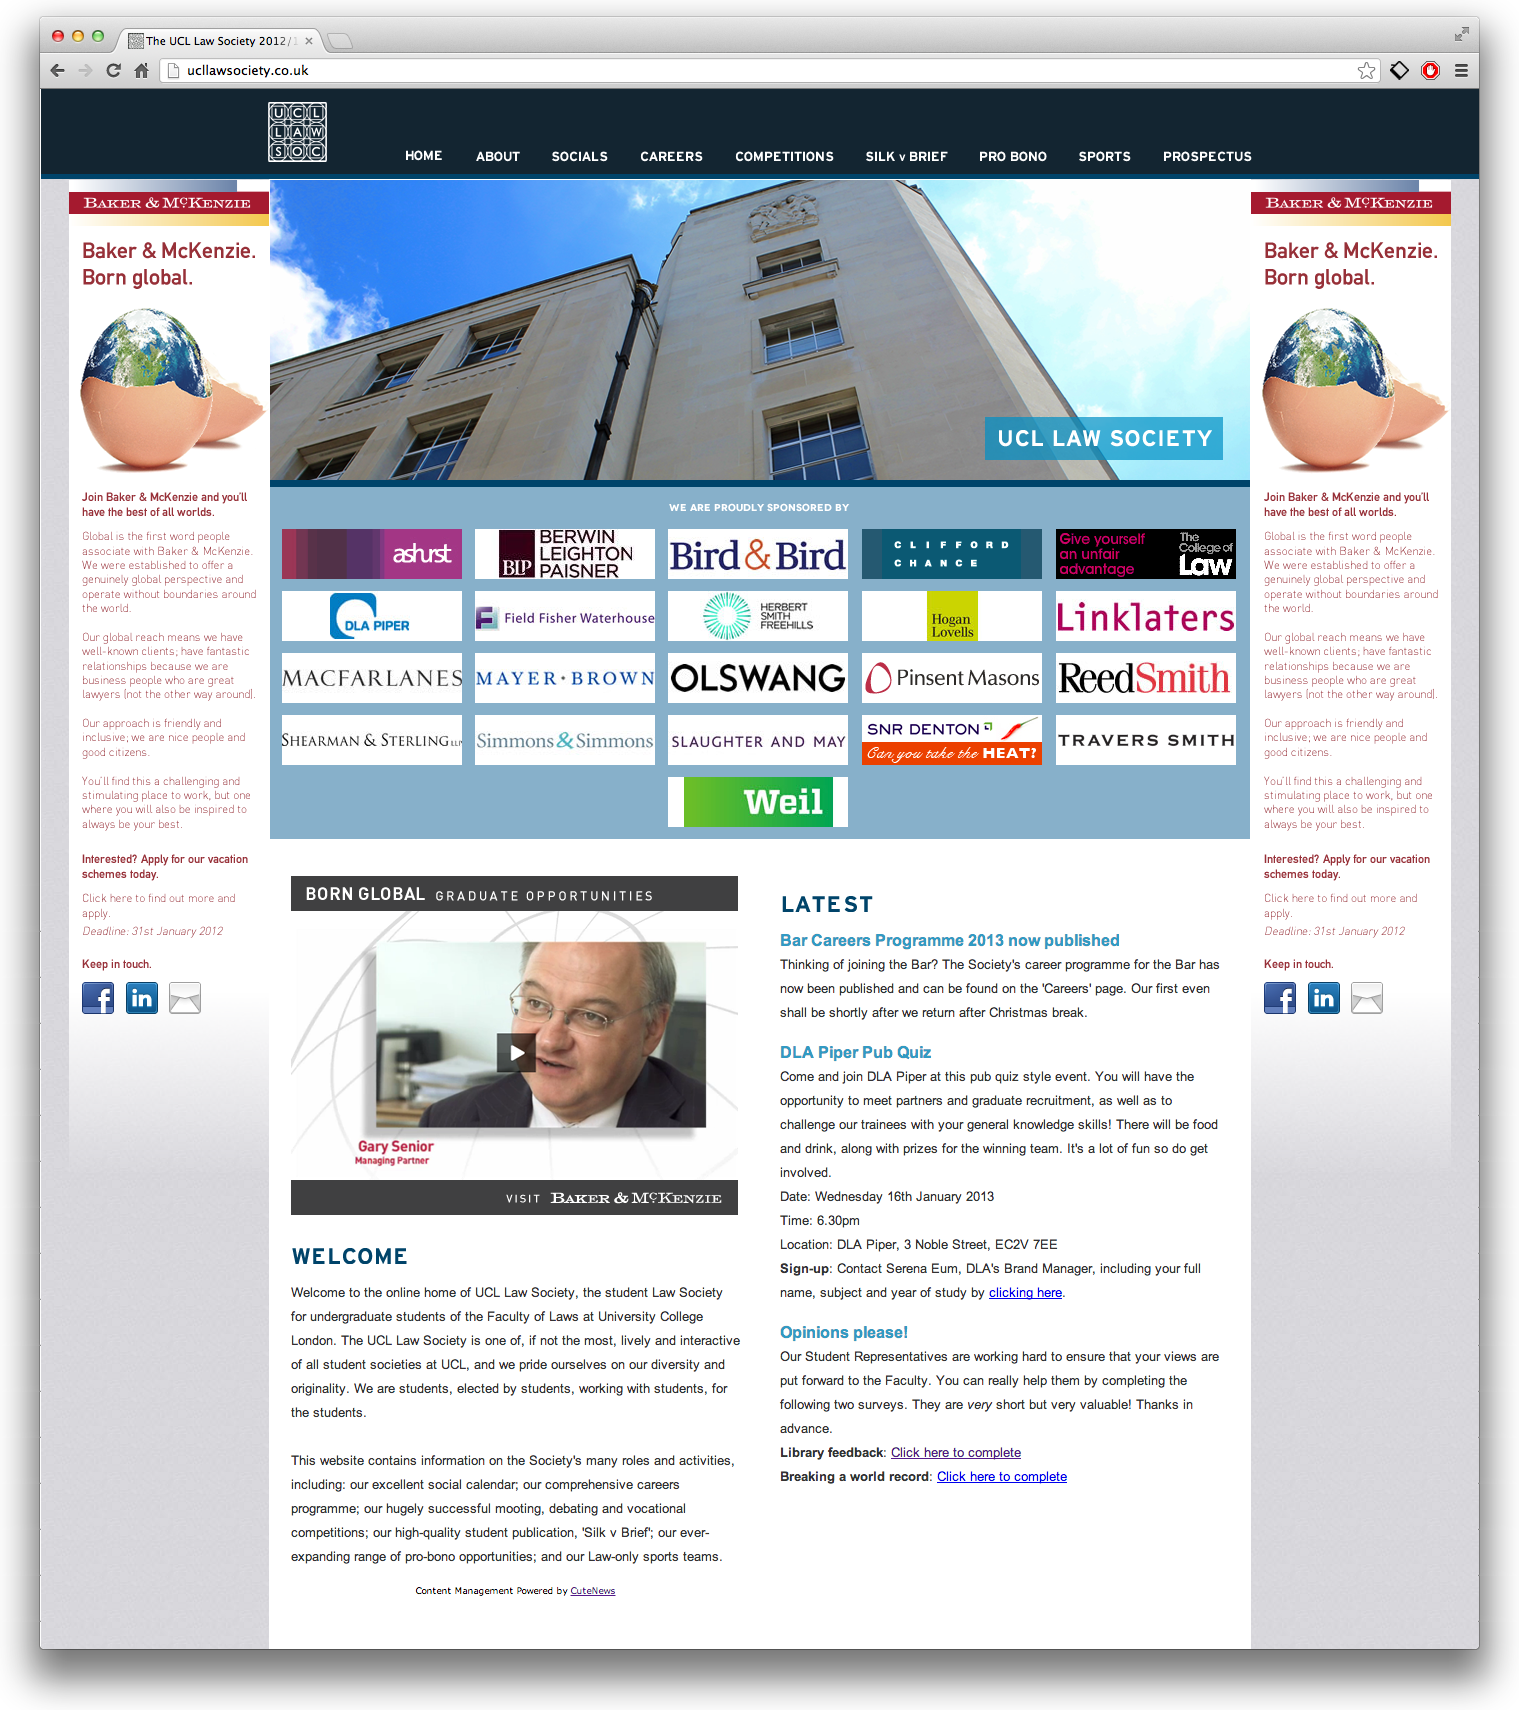 The UCL Law Society 2012/1
ucllawsociety.co.uk
UCL
LAW
SOC
HOME ABOUT SOCIALS CAREERS COMPETITIONS SILK v BRIEF PRO BONO SPORTS PROSPECTUS
BAKER & McKENZIE
Baker & McKenzie.
Born global.
Join Baker & McKenzie and you'll
have the best of all worlds.
Global is the first word people
associate with Baker & McKenzie.
We were established to offer a
genuinely global perspective and
operate without boundaries around
the world.
Our global reach means we have
well-known clients; have fantastic
relationships because we are
business people who are great
lawyers (not the other way around).
Our approach is friendly and
inclusive; we are nice people and
good citizens.
You'll find this a challenging and
stimulating place to work, but one
where you will also be inspired to
always be your best.
Interested? Apply for our vacation
schemes today.
Click here to find out more and
apply.
Deadline: 31st January 2012
Keep in touch.
UCL LAW SOCIETY
WE ARE PROUDLY SPONSORED BY
ashurst
BLP
BERWIN
LEIGHTON
PAISNER
Bird & Bird
CLIFFORD
CHANCE
Give yourself
an unfair
advantage
The
College of
Law
DLA PIPER
Field Fisher Waterhouse
HERBERT
SMITH
FREEHILLS
Hogan
Lovells
Linklaters
MACFARLANES
MAYER·BROWN
OLSWANG
Pinsent Masons
ReedSmith
SHEARMAN & STERLING LLP
Simmons & Simmons
SLAUGHTER AND MAY
SNR DENTON
Can you take the HEAT?
TRAVERS SMITH
Weil
BORN GLOBAL GRADUATE OPPORTUNITIES
Gary Senior
Managing Partner
VISIT BAKER & McKENZIE
WELCOME
Welcome to the online home of UCL Law Society, the student Law Society
for undergraduate students of the Faculty of Laws at University College
London. The UCL Law Society is one of, if not the most, lively and interactive
of all student societies at UCL, and we pride ourselves on our diversity and
originality. We are students, elected by students, working with students, for
the students.
This website contains information on the Society's many roles and activities,
including: our excellent social calendar; our comprehensive careers
programme; our hugely successful mooting, debating and vocational
competitions; our high-quality student publication, 'Silk v Brief'; our ever-
expanding range of pro-bono opportunities; and our Law-only sports teams.
Content Management Powered by CuteNews
LATEST
Bar Careers Programme 2013 now published
Thinking of joining the Bar? The Society's career programme for the Bar has
now been published and can be found on the 'Careers' page. Our first even
shall be shortly after we return after Christmas break.
DLA Piper Pub Quiz
Come and join DLA Piper at this pub quiz style event. You will have the
opportunity to meet partners and graduate recruitment, as well as to
challenge our trainees with your general knowledge skills! There will be food
and drink, along with prizes for the winning team. It's a lot of fun so do get
involved.
Date: Wednesday 16th January 2013
Time: 6.30pm
Location: DLA Piper, 3 Noble Street, EC2V 7EE
Sign-up: Contact Serena Eum, DLA's Brand Manager, including your full
name, subject and year of study by clicking here.
Opinions please!
Our Student Representatives are working hard to ensure that your views are
put forward to the Faculty. You can really help them by completing the
following two surveys. They are very short but very valuable! Thanks in
advance.
Library feedback: Click here to complete
Breaking a world record: Click here to complete
BAKER & McKENZIE
Baker & McKenzie.
Born global.
Join Baker & McKenzie and you'll
have the best of all worlds.
Global is the first word people
associate with Baker & McKenzie.
We were established to offer a
genuinely global perspective and
operate without boundaries around
the world.
Our global reach means we have
well-known clients; have fantastic
relationships because we are
business people who are great
lawyers (not the other way around).
Our approach is friendly and
inclusive; we are nice people and
good citizens.
You'll find this a challenging and
stimulating place to work, but one
where you will also be inspired to
always be your best.
Interested? Apply for our vacation
schemes today.
Click here to find out more and
apply.
Deadline: 31st January 2012
Keep in touch.